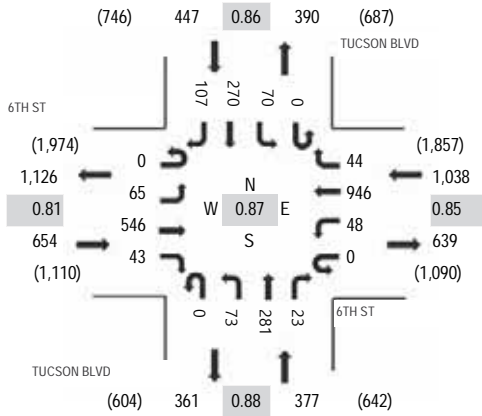 (746) 447 0.86 390 (687)
TUCSON BLVD
107 270 70 0
6TH ST
(1,974) (1,857)
0 44
1,126 1,038
65 N 946
0.81 W 0.87 E 0.85
546 48
654 S 639
43 0
(1,110) (1,090)
0 73 281 23
6TH ST
TUCSON BLVD
(604) 361 0.88 377 (642)